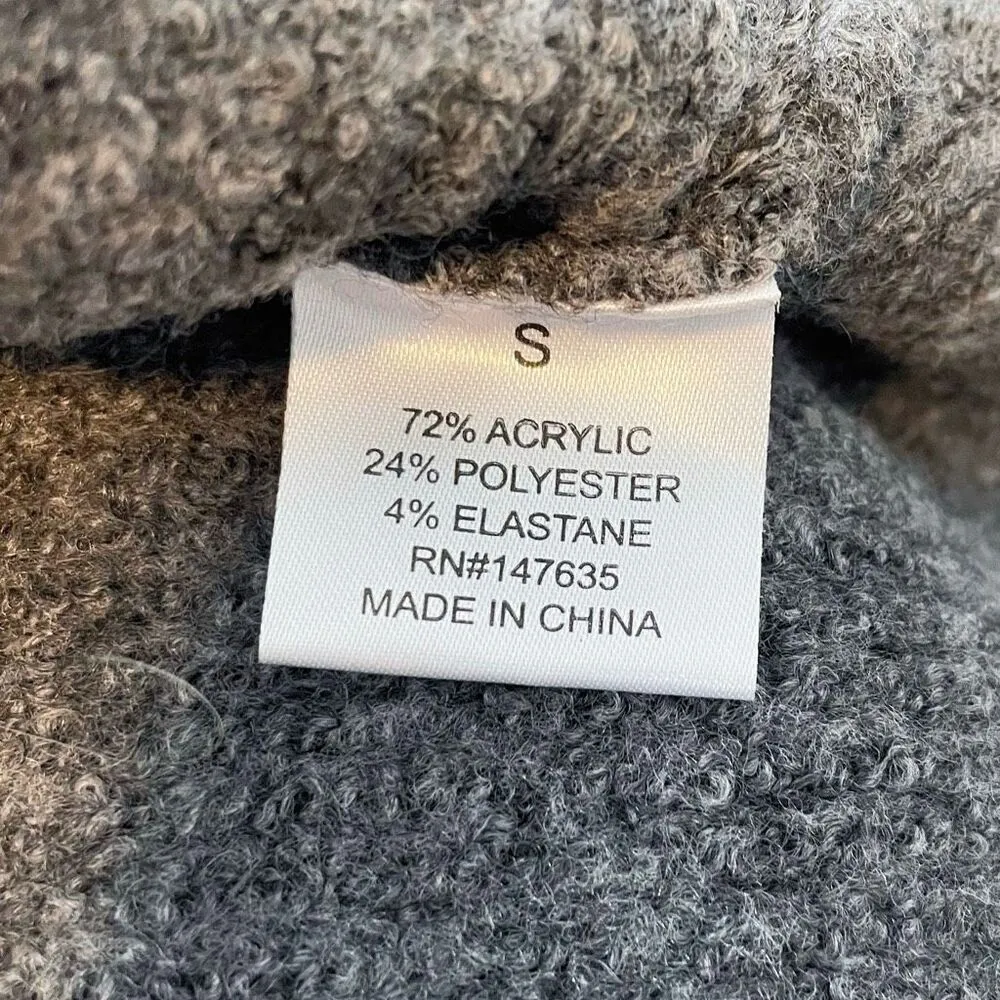 S
72% ACRYLIC
24% POLYESTER
4% ELASTANE
RN#147635
MADE IN CHINA